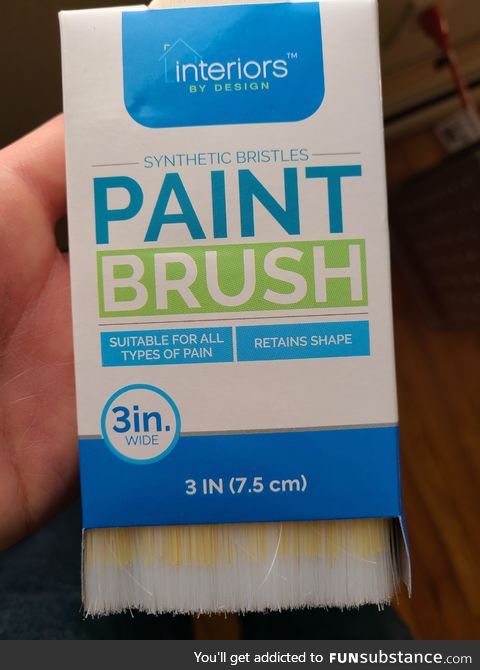 interiors™
BY DESIGN
SYNTHETIC BRISTLES
PAINT
BRUSH
SUITABLE FOR ALL
TYPES OF PAIN
RETAINS SHAPE
3in.
WIDE
3 IN (7.5 cm)
You'll get addicted to FUNsubstance.com